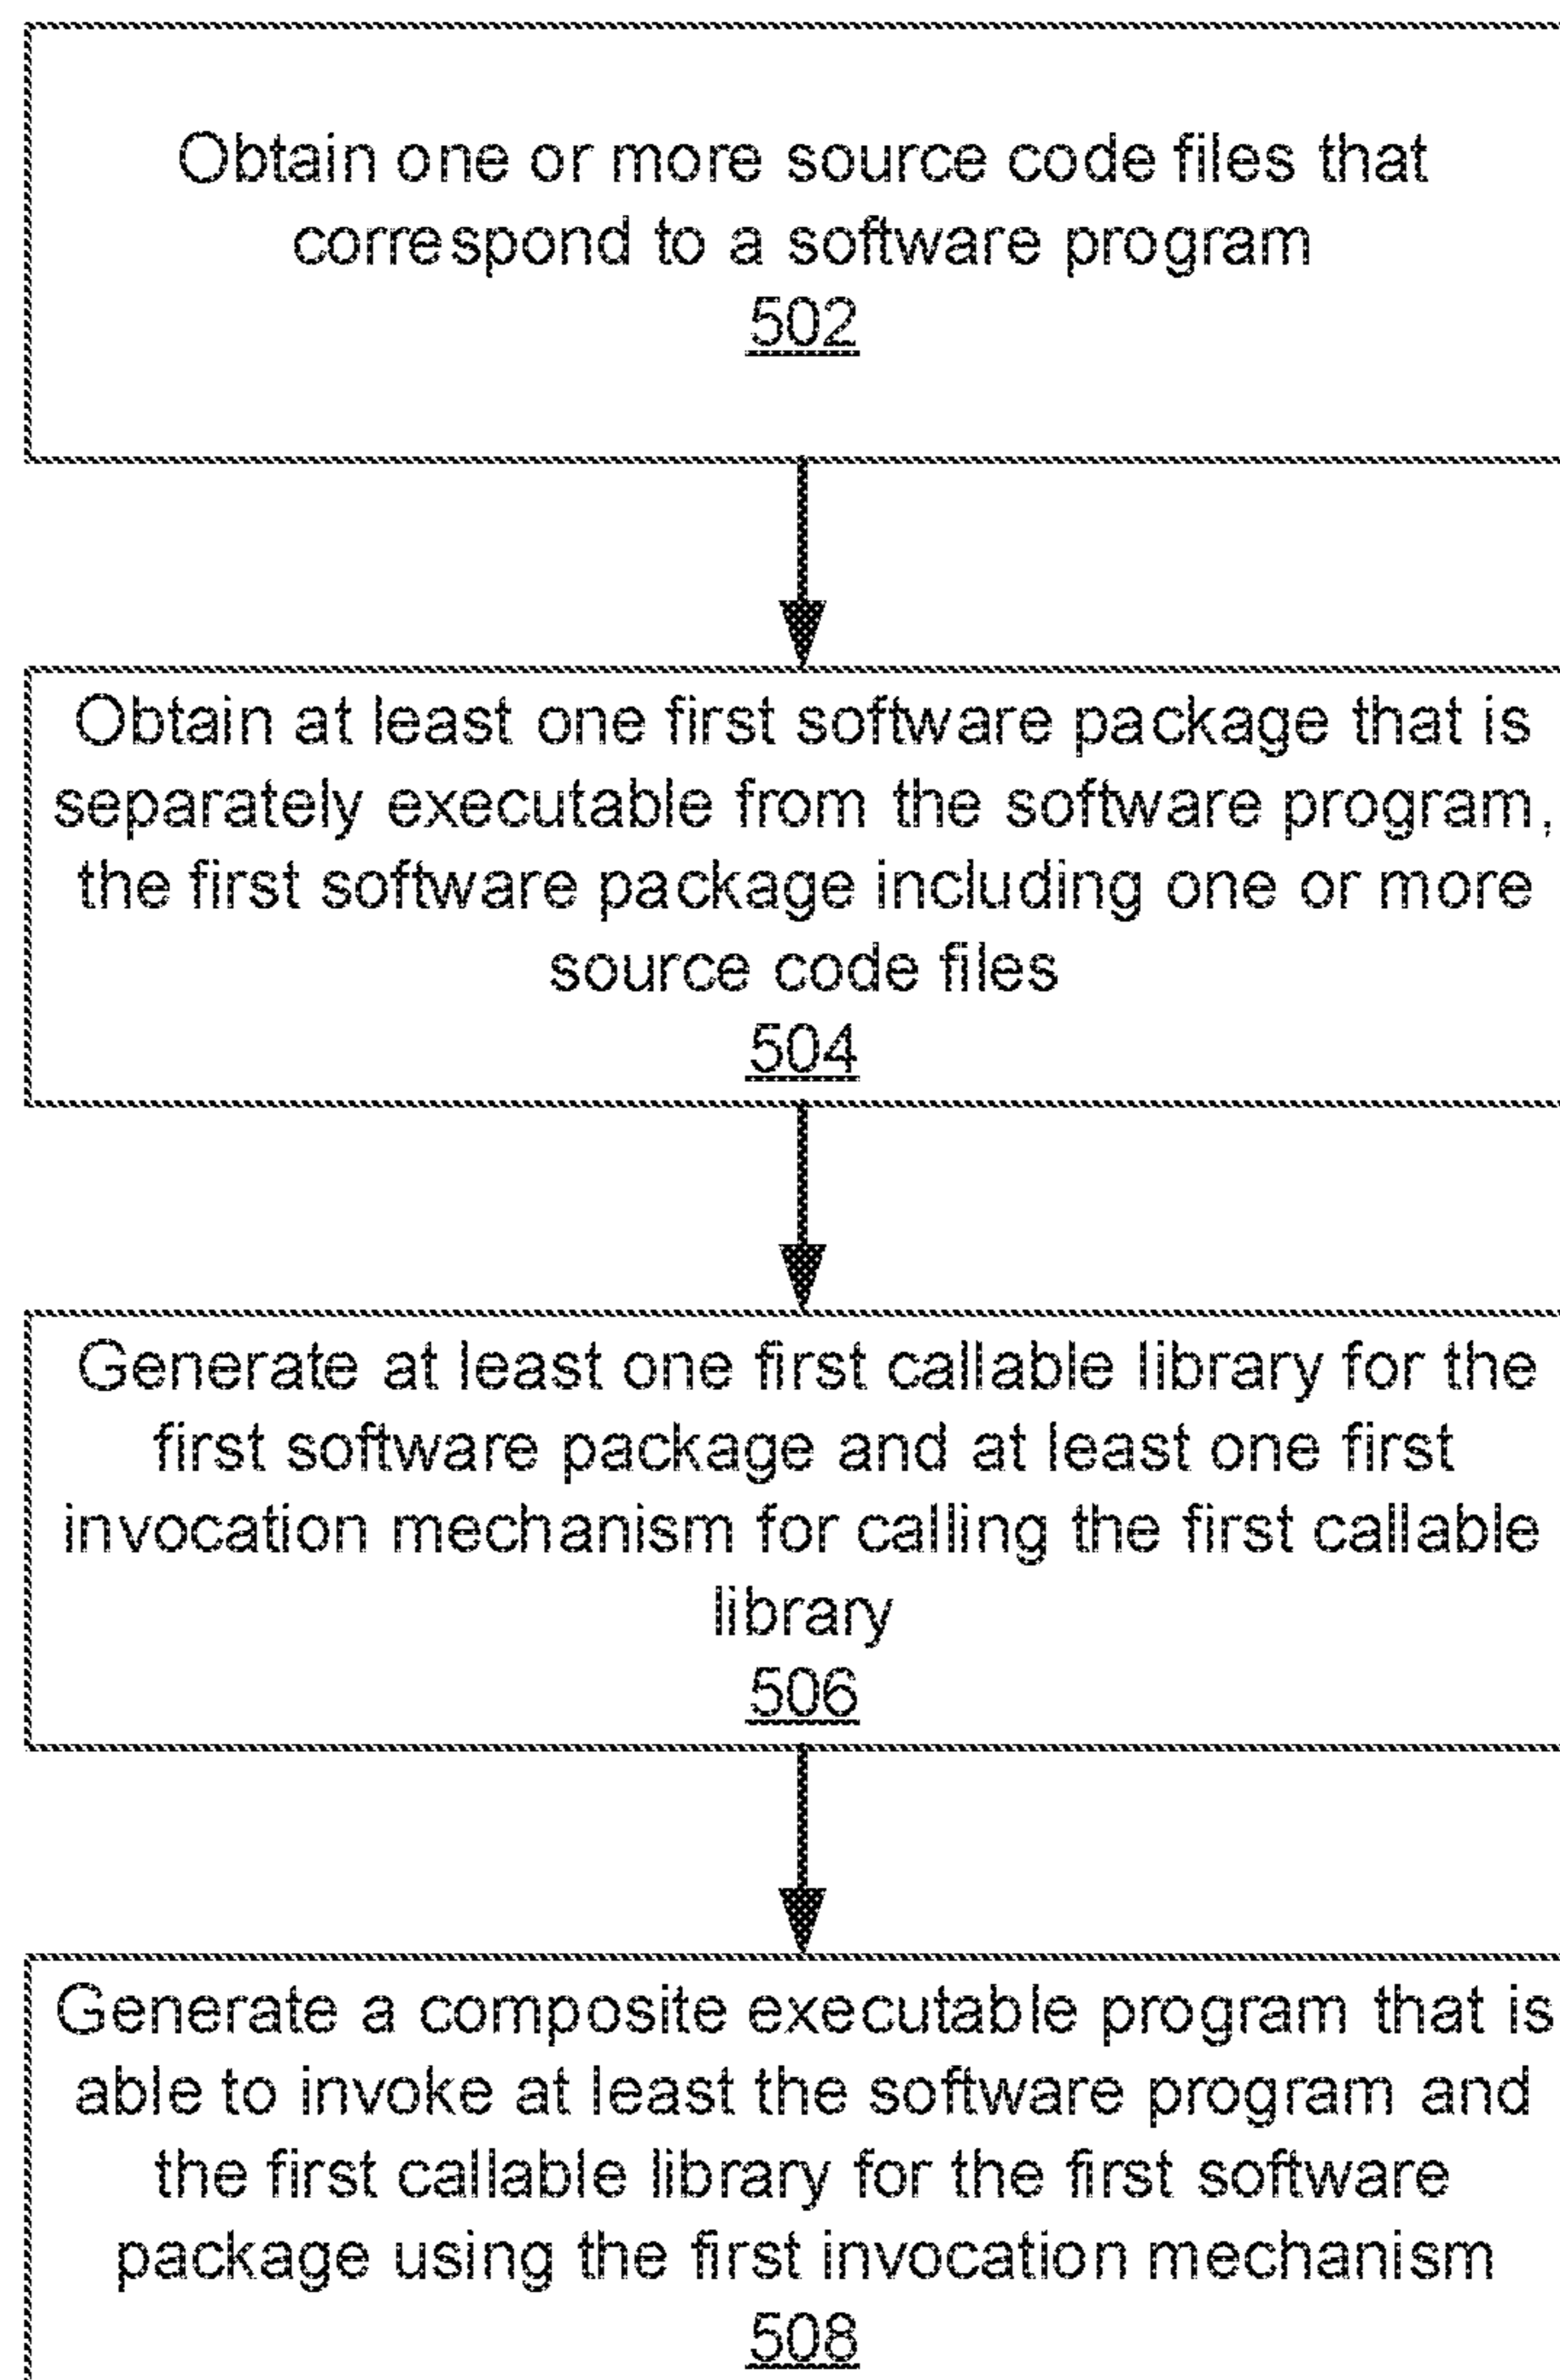 Obtain one or more source code files that
correspond to a software program
502
Obtain at least one first software package that is
separately executable from the software program,
the first software package including one or more
source code files
504
Generate at least one first callable library for the
first software package and at least one first
invocation mechanism for calling the first callable
library
506
Generate a composite executable program that is
able to invoke at least the software program and
the first callable library for the first software
package using the first invocation mechanism
508